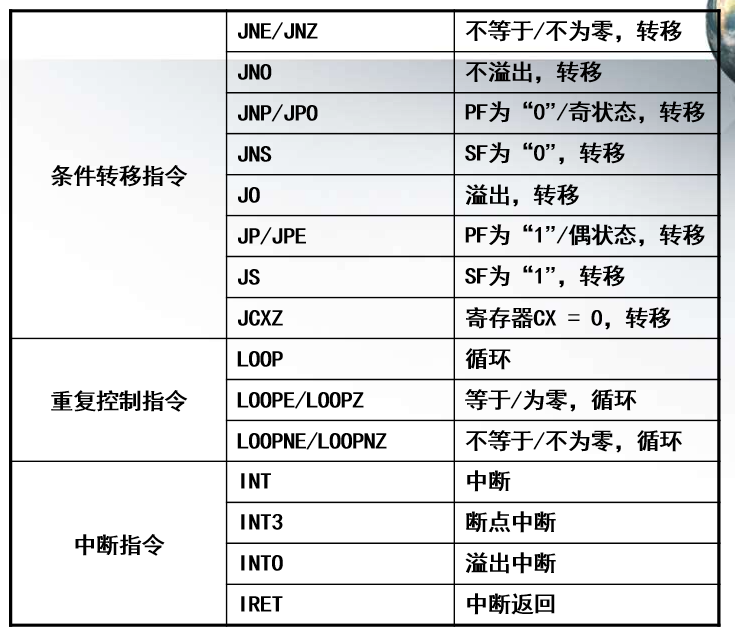 JNE/JNZ 不等于/不为零，转移
JNO 不溢出，转移
JNP/JPO PF为“0”/奇状态，转移
JNS SF为“0”，转移
条件转移指令
JO 溢出，转移
JP/JPE PF为“1”/偶状态，转移
JS SF为“1”，转移
JCXZ 寄存器CX = 0，转移
LOOP 循环
重复控制指令 LOOPE/LOOPZ 等于/为零，循环
LOOPNE/LOOPNZ 不等于/不为零，循环
INT 中断
INT3 断点中断
中断指令
INTO 溢出中断
IRET 中断返回